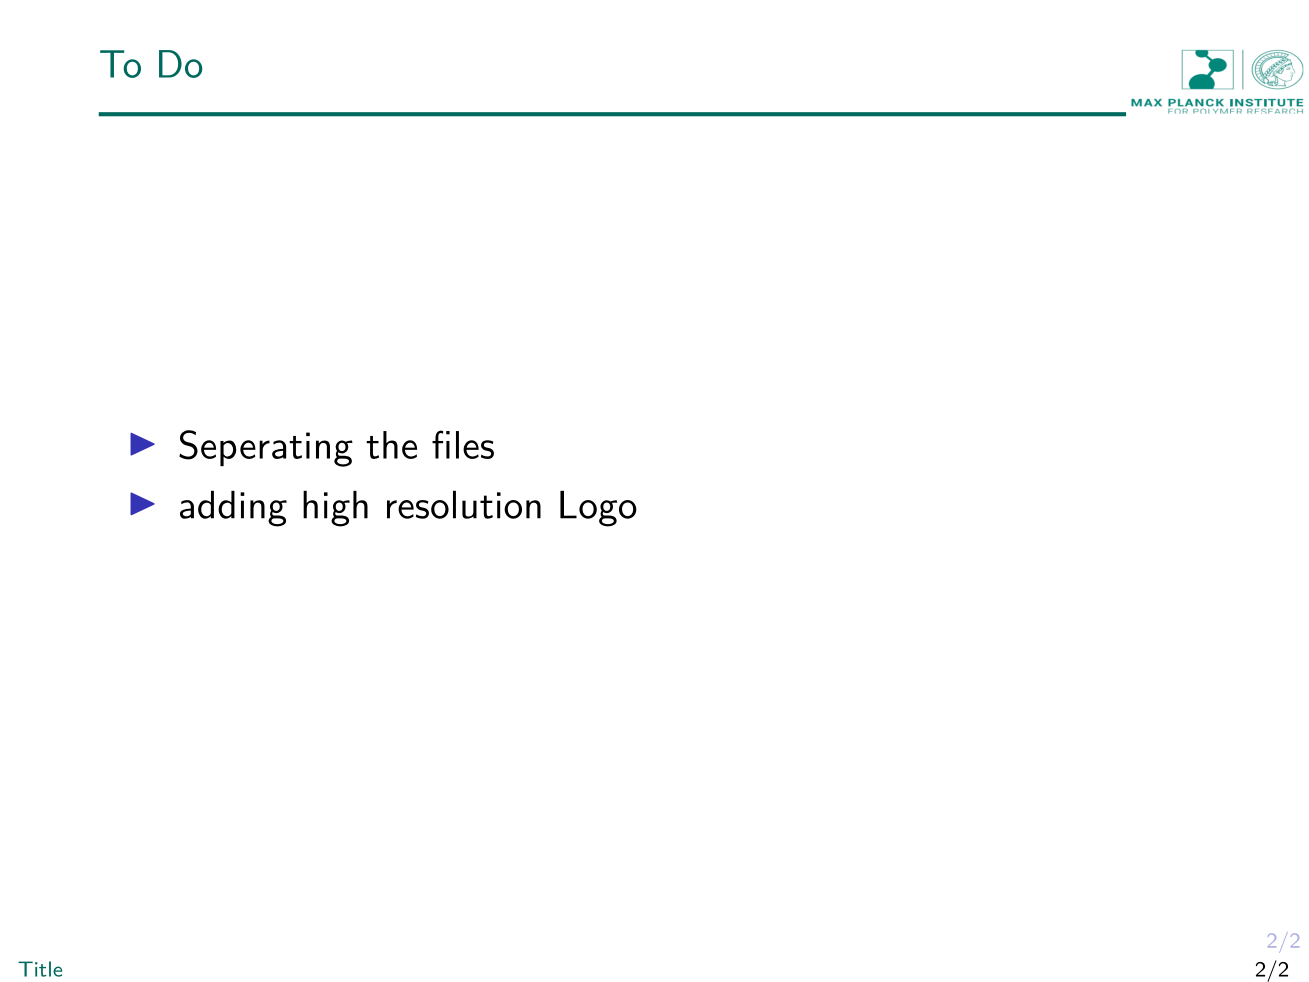 To Do
MAX PLANCK INSTITUTE
FOR POLYMER RESEARCH
Seperating the files
adding high resolution Logo
2/2
Title
2/2